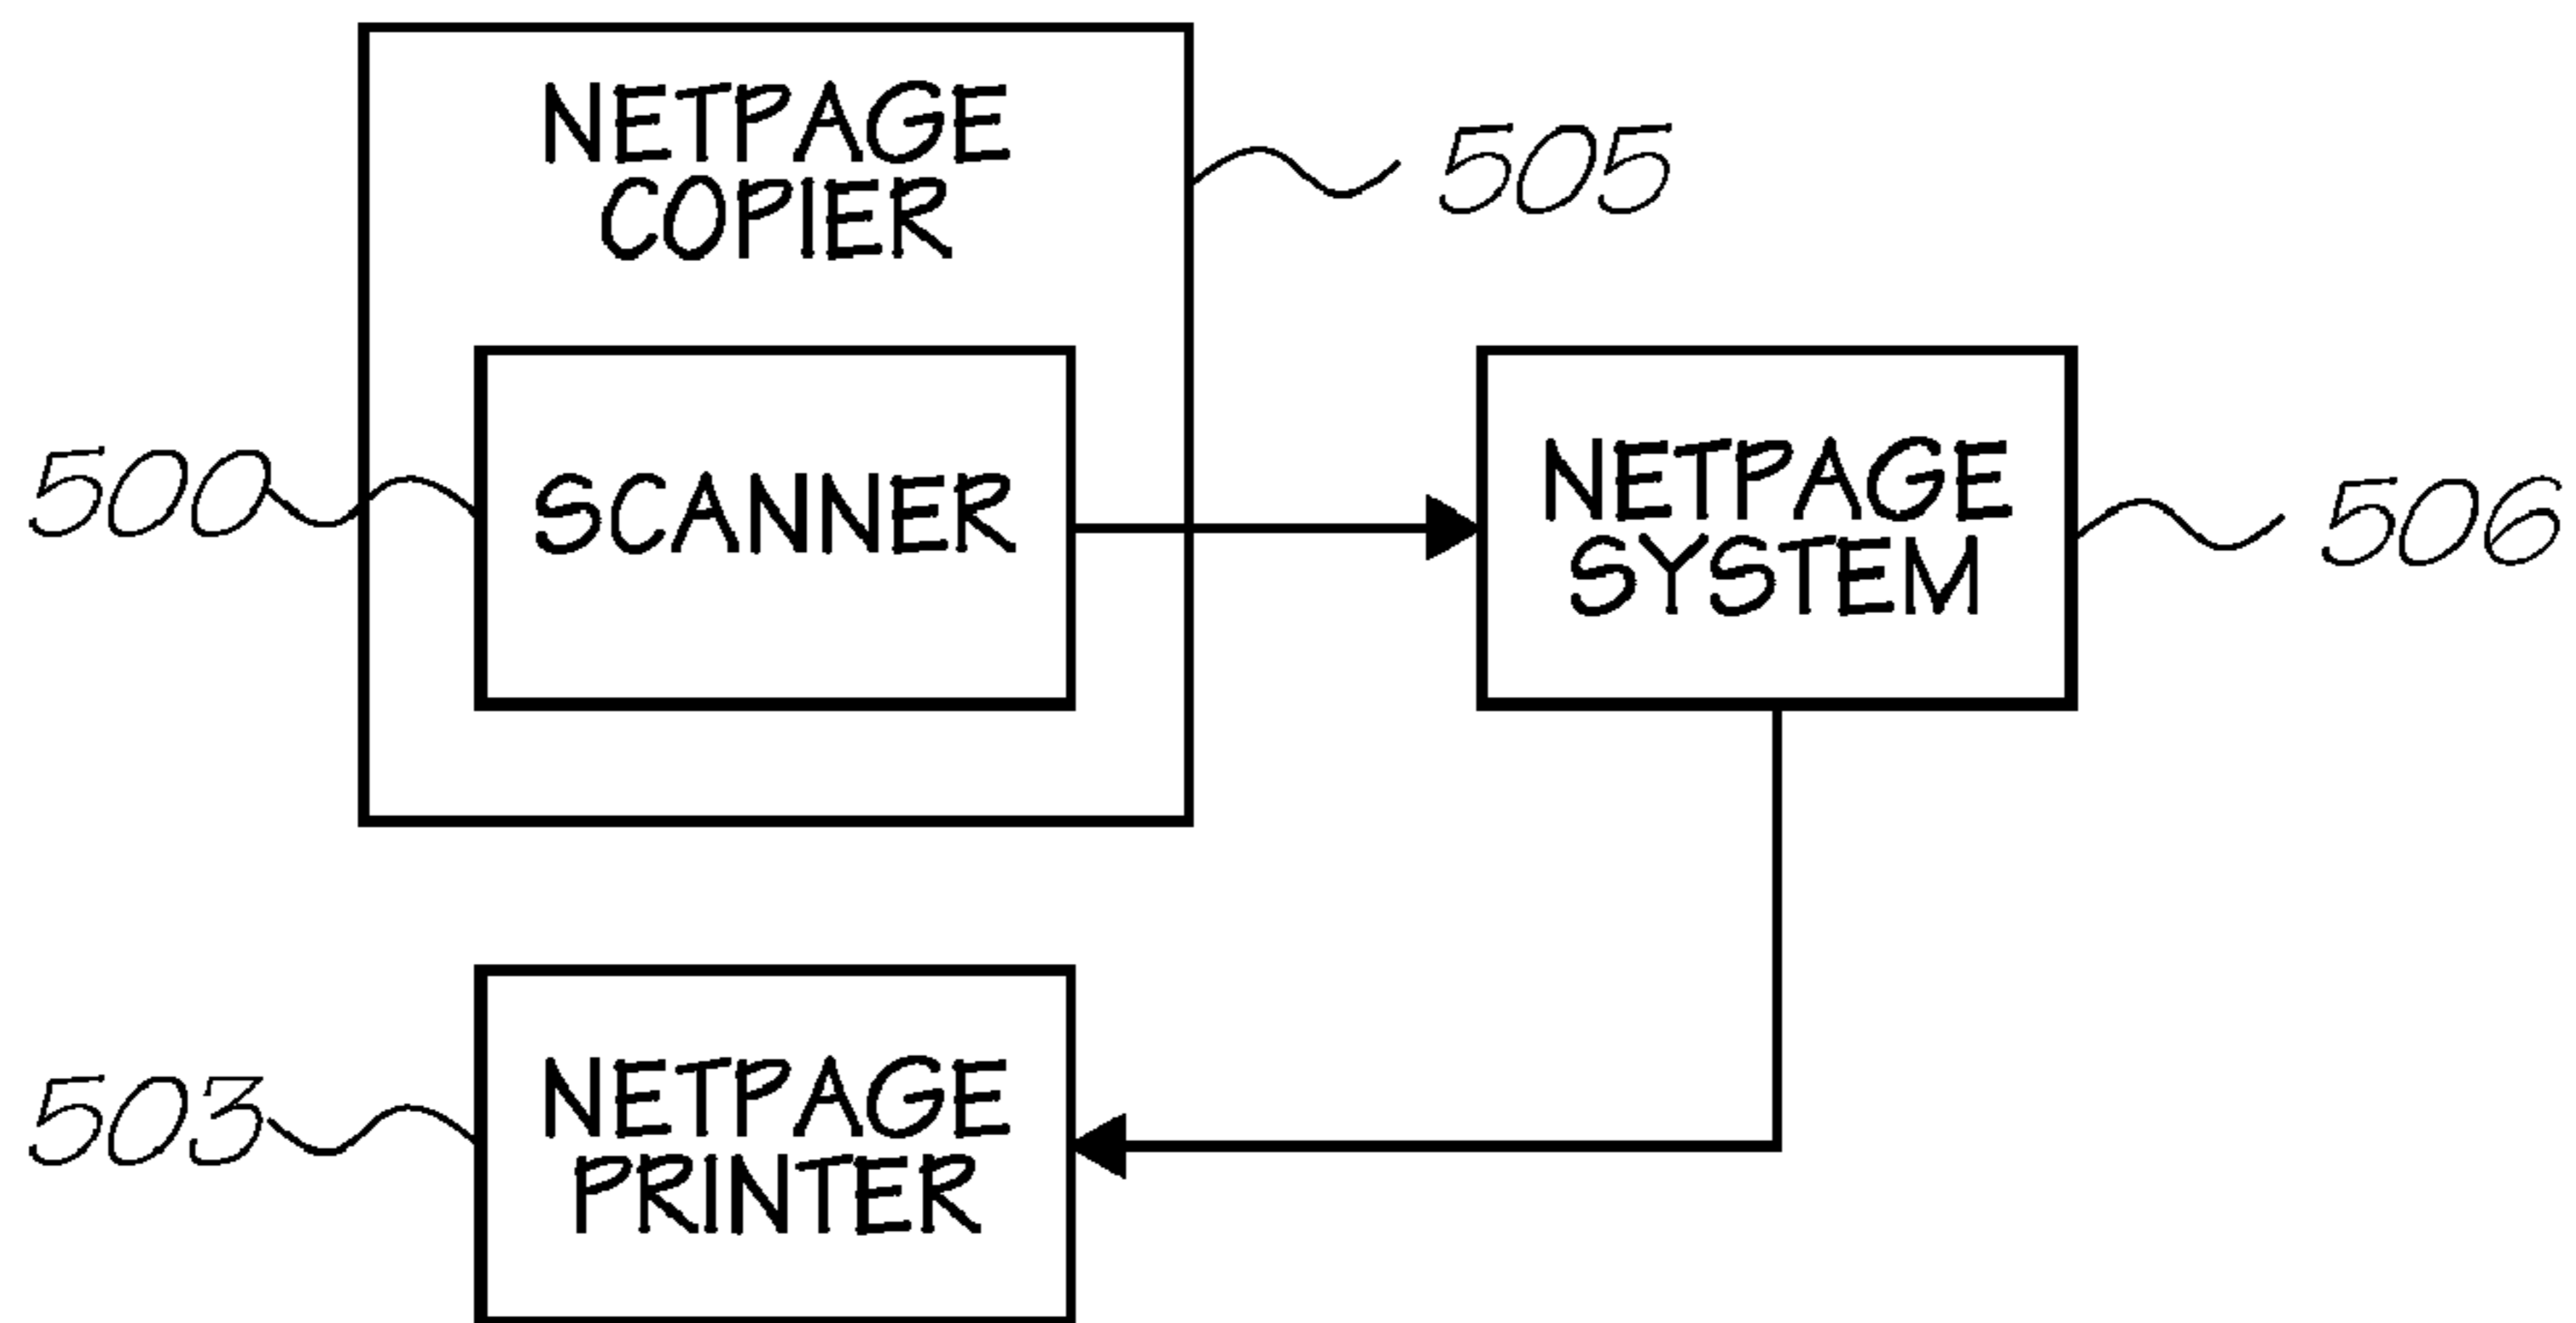 NETPAGE
COPIER
505
500
SCANNER
NETPAGE
SYSTEM
506
503
NETPAGE
PRINTER